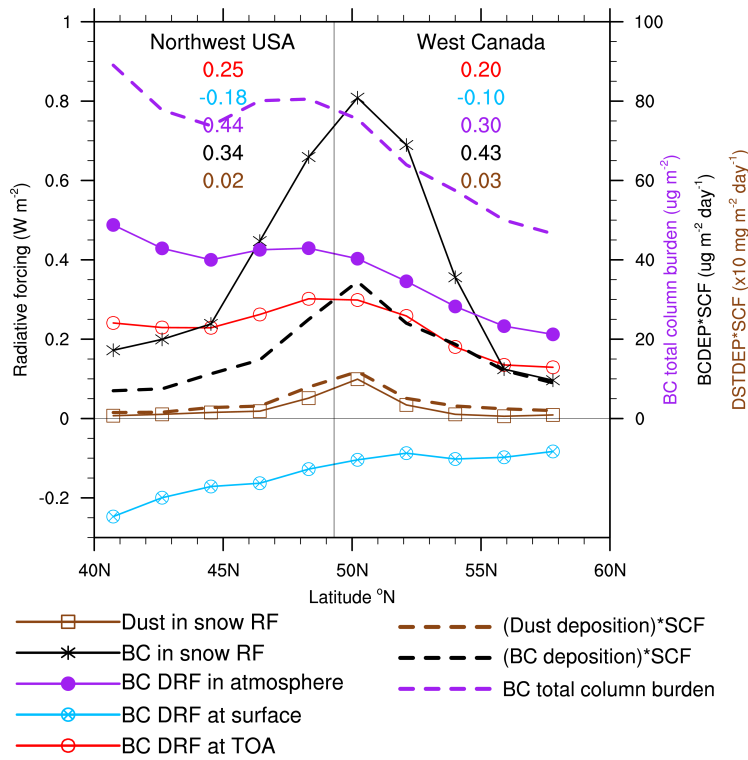 1
100
Northwest USA
West Canada
0.25
0.20
-0.18
-0.10
0.44
0.30
0.34
0.43
0.02
0.03
0.8
80
0.6
60
0.4
40
0.2
20
0
0
-0.2
Radiative forcing (W m-2)
BC total column burden (ug m-2)
BCDEP*SCF (ug m-2 day-1)
DSTDEP*SCF (x10 mg m-2 day-1)
40N
45N
50N
55N
60N
Latitude oN
Dust in snow RF
BC in snow RF
BC DRF in atmosphere
BC DRF at surface
BC DRF at TOA
(Dust deposition)*SCF
(BC deposition)*SCF
BC total column burden